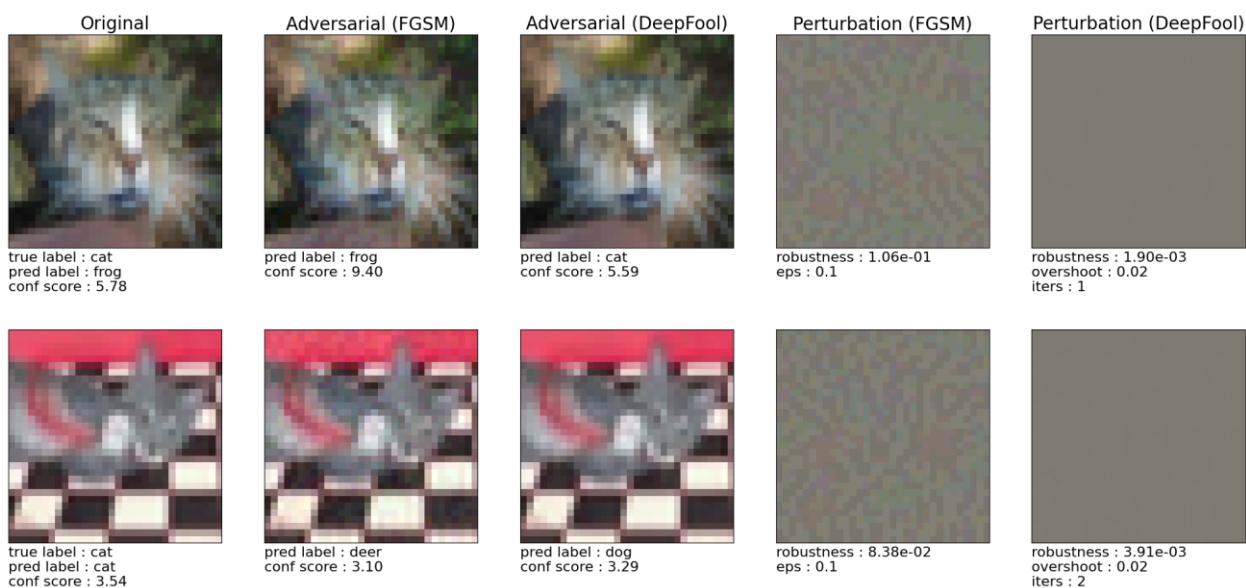 Original
Adversarial (FGSM)
Adversarial (DeepFool)
Perturbation (FGSM)
Perturbation (DeepFool)
true label : cat
pred label : frog
conf score : 5.78
pred label : frog
conf score : 9.40
pred label : cat
conf score : 5.59
robustness : 1.06e-01
eps : 0.1
robustness : 1.90e-03
overshoot : 0.02
iters : 1
true label : cat
pred label : cat
conf score : 3.54
pred label : deer
conf score : 3.10
pred label : dog
conf score : 3.29
robustness : 8.38e-02
eps : 0.1
robustness : 3.91e-03
overshoot : 0.02
iters : 2